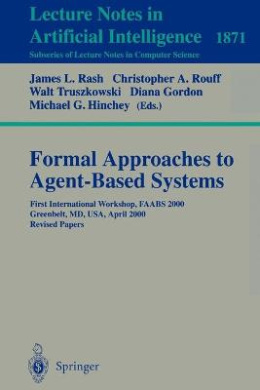 Lecture Notes in
Artificial Intelligence 1871
Subseries of Lecture Notes in Computer Science
James L. Rash Christopher A. Rouff
Walt Truszkowski Diana Gordon
Michael G. Hinchey (Eds.)
Formal Approaches to
Agent-Based Systems
First International Workshop, FAABS 2000
Greenbelt, MD, USA, April 2000
Revised Papers
Springer